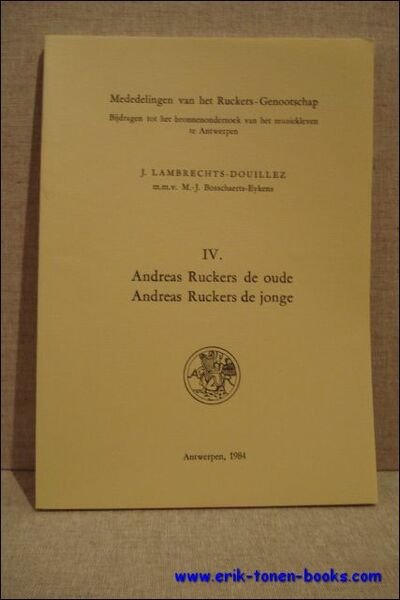 Mededelingen van het Ruckers-Genootschap
Bijdragen tot het bronnenonderzoek van het muziekleven
te Antwerpen
J. LAMBRECHTS-DOUILLEZ
m.m.v. M.-J. Bosschaerts-Eykens
IV.
Andreas Ruckers de oude
Andreas Ruckers de jonge
Antwerpen, 1984
www.erik-tonen-books.com